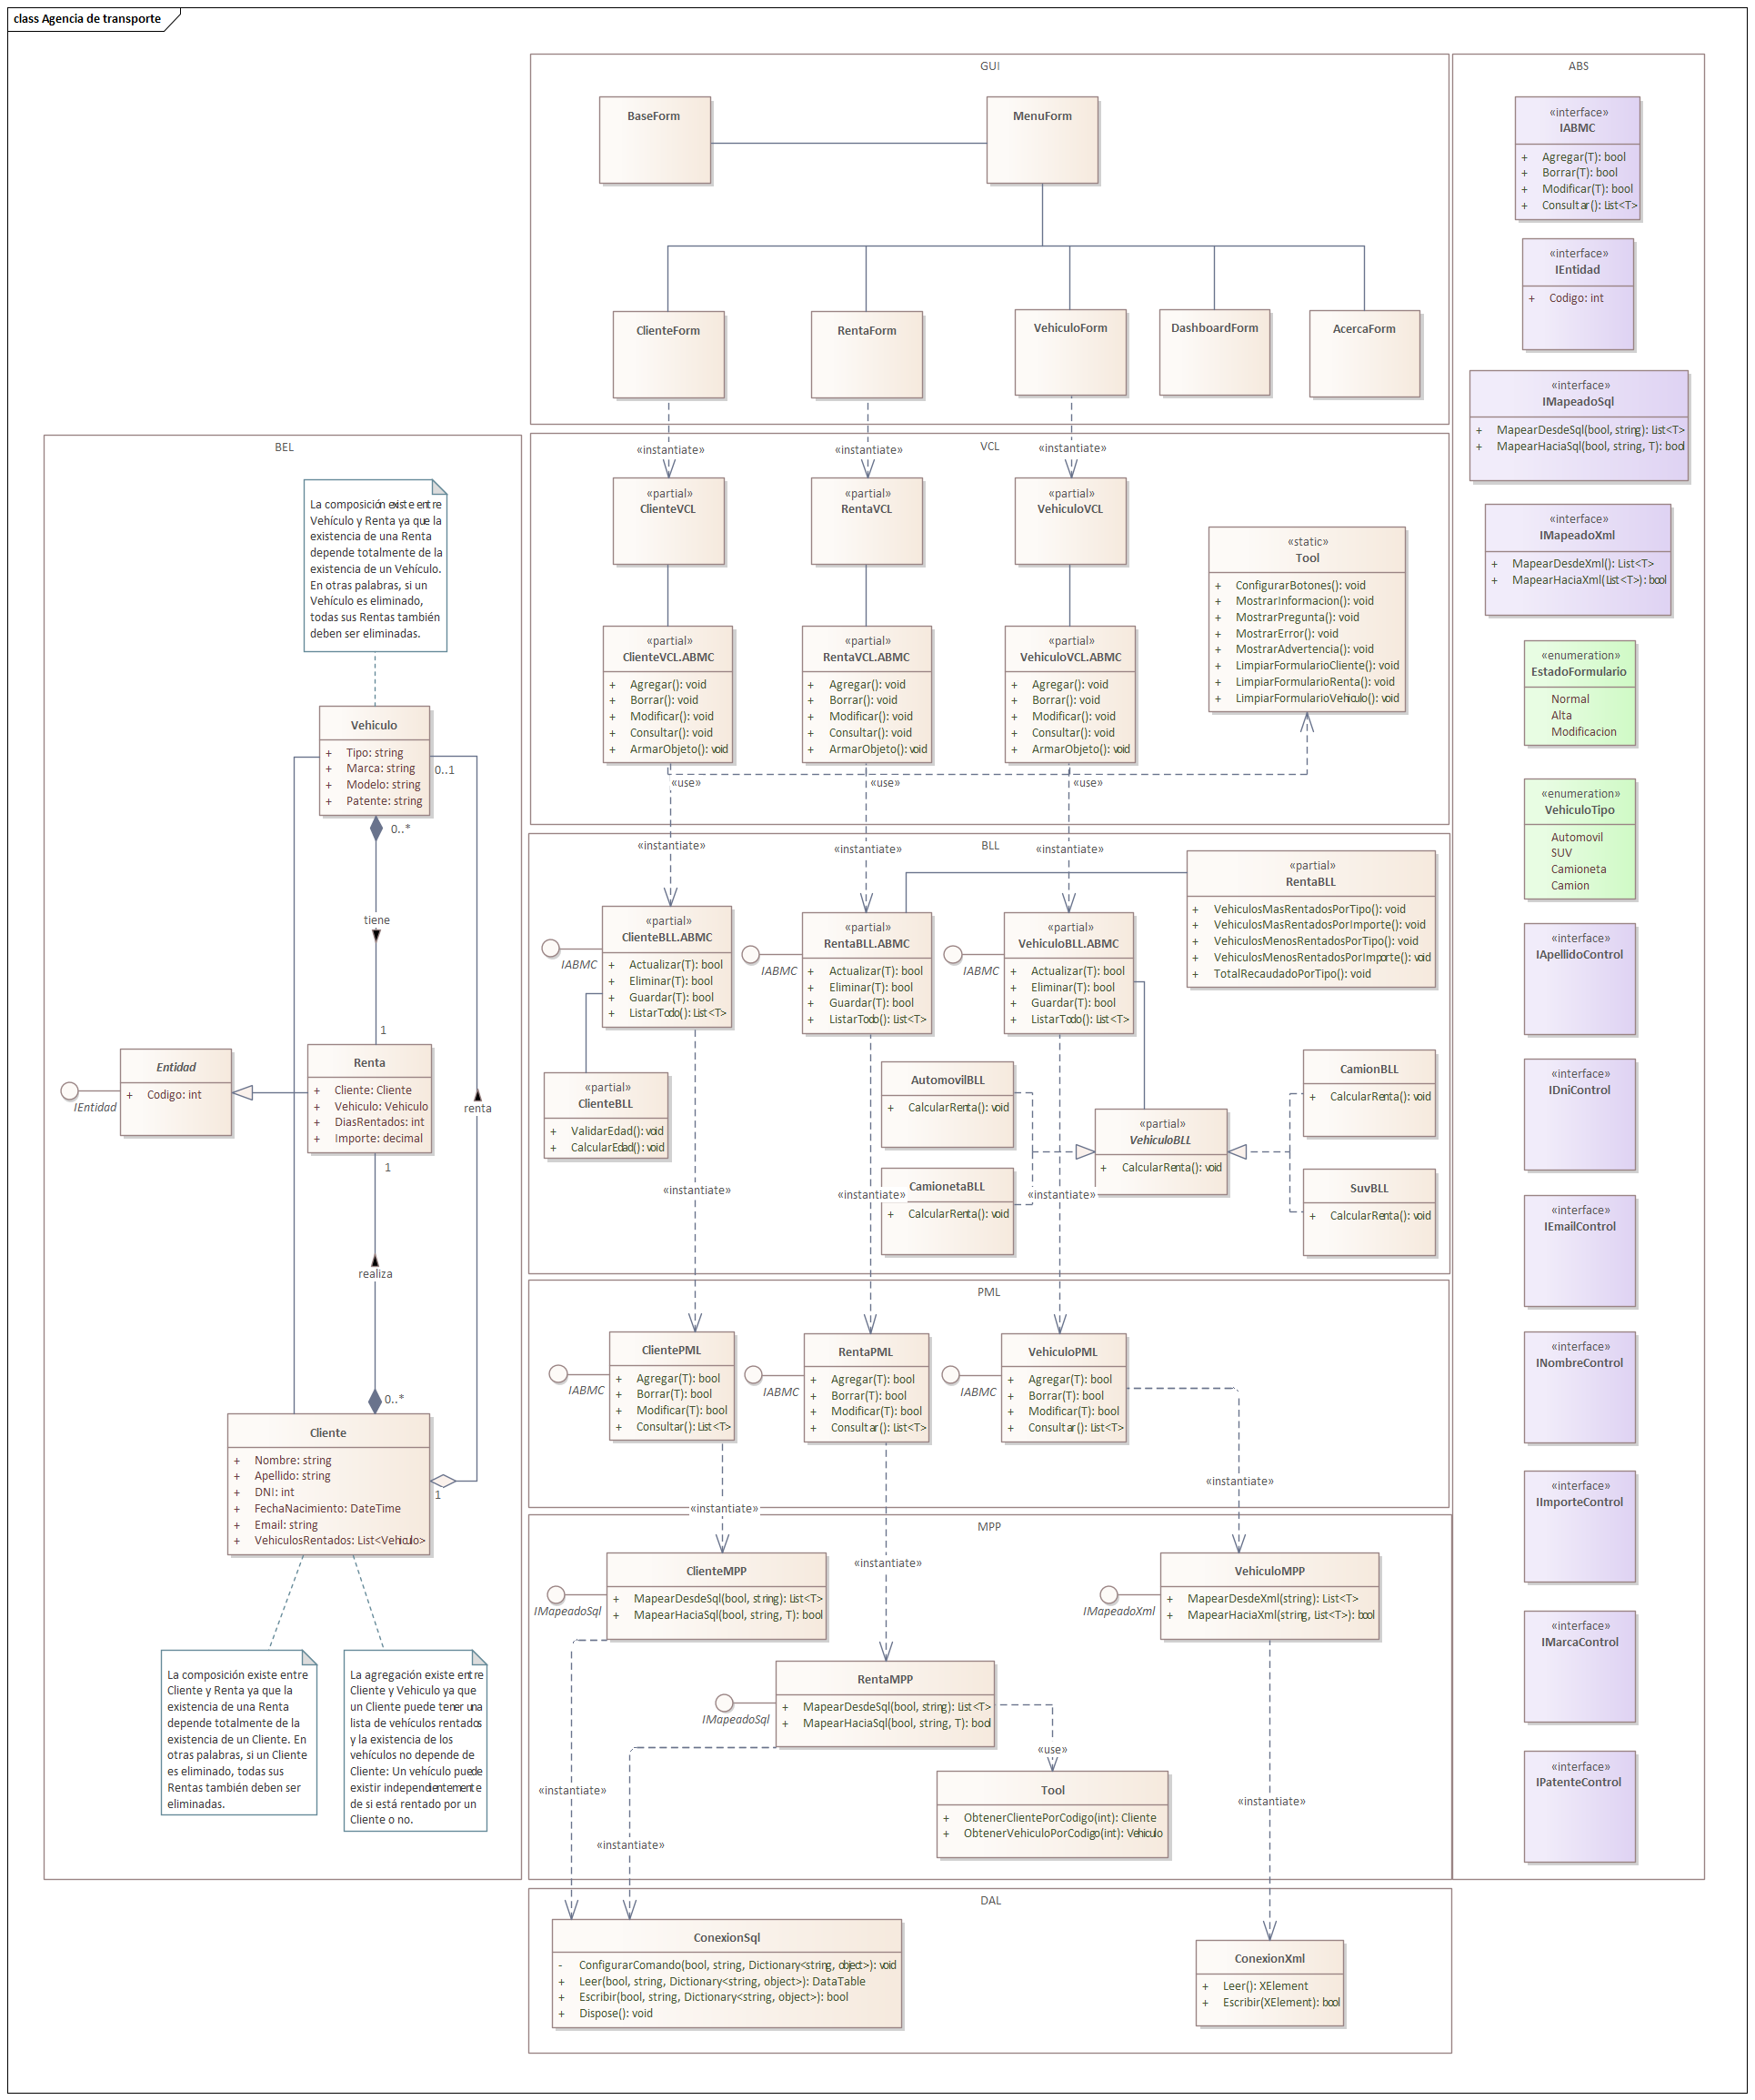 class Agencia de transporte
GUI
BaseForm
MenuForm
ClienteForm
RentaForm
VehiculoForm
DashboardForm
AcercaForm
«instantiate»
«instantiate»
«instantiate»
VCL
«partial»
ClienteVCL
«partial»
RentaVCL
«partial»
VehiculoVCL
«static»
Tool
+ ConfigurarBotones(): void
+ MostrarInformacion(): void
+ MostrarPregunta(): void
+ MostrarError(): void
+ MostrarAdvertencia(): void
+ LimpiarFormularioCliente(): void
+ LimpiarFormularioRenta(): void
+ LimpiarFormularioVehiculo(): void
«partial»
ClienteVCL.ABMC
+ Agregar(): void
+ Borrar(): void
+ Modificar(): void
+ Consultar(): void
+ ArmarObjeto(): void
«partial»
RentaVCL.ABMC
+ Agregar(): void
+ Borrar(): void
+ Modificar(): void
+ Consultar(): void
+ ArmarObjeto(): void
«partial»
VehiculoVCL.ABMC
+ Agregar(): void
+ Borrar(): void
+ Modificar(): void
+ Consultar(): void
+ ArmarObjeto(): void
«use»
«use»
«use»
«instantiate»
«instantiate»
«instantiate»
BLL
«partial»
RentaBLL
+ VehiculosMasRentadosPorTipo(): void
+ VehiculosMasRentadosPorImporte(): void
+ VehiculosMenosRentadosPorTipo(): void
+ VehiculosMenosRentadosPorImporte(): void
+ TotalRecaudadoPorTipo(): void
«partial»
ClienteBLL.ABMC
+ Actualizar(T): bool
+ Eliminar(T): bool
+ Guardar(T): bool
+ ListarTodo(): List<T>
IABMC
«partial»
RentaBLL.ABMC
+ Actualizar(T): bool
+ Eliminar(T): bool
+ Guardar(T): bool
+ ListarTodo(): List<T>
IABMC
«partial»
VehiculoBLL.ABMC
+ Actualizar(T): bool
+ Eliminar(T): bool
+ Guardar(T): bool
+ ListarTodo(): List<T>
IABMC
«partial»
ClienteBLL
+ ValidarEdad(): void
+ CalcularEdad(): void
AutomovilBLL
+ CalcularRenta(): void
CamionetaBLL
+ CalcularRenta(): void
«partial»
VehiculoBLL
+ CalcularRenta(): void
CamionBLL
+ CalcularRenta(): void
SuvBLL
+ CalcularRenta(): void
«instantiate»
«instantiate»
«instantiate»
PML
ClientePML
+ Agregar(T): bool
+ Borrar(T): bool
+ Modificar(T): bool
+ Consultar(): List<T>
IABMC
RentaPML
+ Agregar(T): bool
+ Borrar(T): bool
+ Modificar(T): bool
+ Consultar(): List<T>
IABMC
VehiculoPML
+ Agregar(T): bool
+ Borrar(T): bool
+ Modificar(T): bool
+ Consultar(): List<T>
IABMC
«instantiate»
«instantiate»
«instantiate»
MPP
ClienteMPP
+ MapearDesdeSql(bool, string): List<T>
+ MapearHaciaSql(bool, string, T): bool
IMapeadoSql
VehiculoMPP
+ MapearDesdeXml(string): List<T>
+ MapearHaciaXml(string, List<T>): bool
IMapeadoXml
RentaMPP
+ MapearDesdeSql(bool, string): List<T>
+ MapearHaciaSql(bool, string, T): bool
IMapeadoSql
«use»
Tool
+ ObtenerClientePorCodigo(int): Cliente
+ ObtenerVehiculoPorCodigo(int): Vehiculo
«instantiate»
«instantiate»
«instantiate»
DAL
ConexionSql
- ConfigurarComando(bool, string, Dictionary<string, object>): void
+ Leer(bool, string, Dictionary<string, object>): DataTable
+ Escribir(bool, string, Dictionary<string, object>): bool
+ Dispose(): void
ConexionXml
+ Leer(): XElement
+ Escribir(XElement): bool
BEL
La composición existe entre
Vehículo y Renta ya que la
existencia de una Renta
depende totalmente de la
existencia de un Vehículo.
En otras palabras, si un
Vehículo es eliminado,
todas sus Rentas también
deben ser eliminadas.
Vehiculo
+ Tipo: string
+ Marca: string
+ Modelo: string
+ Patente: string
0..1
0..*
tiene
1
Entidad
+ Codigo: int
IEntidad
Renta
+ Cliente: Cliente
+ Vehiculo: Vehiculo
+ DiasRentados: int
+ Importe: decimal
renta
1
realiza
0..*
Cliente
+ Nombre: string
+ Apellido: string
+ DNI: int
+ FechaNacimiento: DateTime
+ Email: string
+ VehiculosRentados: List<Vehiculo>
1
La composición existe entre
Cliente y Renta ya que la
existencia de una Renta
depende totalmente de la
existencia de un Cliente. En
otras palabras, si un Cliente
es eliminado, todas sus
Rentas también deben ser
eliminadas.
La agregación existe entre
Cliente y Vehiculo ya que
un Cliente puede tener una
lista de vehículos rentados
y la existencia de los
vehículos no depende de
Cliente: Un vehículo puede
existir independientemente
de si está rentado por un
Cliente o no.
ABS
«interface»
IABMC
+ Agregar(T): bool
+ Borrar(T): bool
+ Modificar(T): bool
+ Consultar(): List<T>
«interface»
IEntidad
+ Codigo: int
«interface»
IMapeadoSql
+ MapearDesdeSql(bool, string): List<T>
+ MapearHaciaSql(bool, string, T): bool
«interface»
IMapeadoXml
+ MapearDesdeXml(): List<T>
+ MapearHaciaXml(List<T>): bool
«enumeration»
EstadoFormulario
Normal
Alta
Modificacion
«enumeration»
VehiculoTipo
Automovil
SUV
Camioneta
Camion
«interface»
IApellidoControl
«interface»
IDniControl
«interface»
IEmailControl
«interface»
INombreControl
«interface»
IImporteControl
«interface»
IMarcaControl
«interface»
IPatenteControl